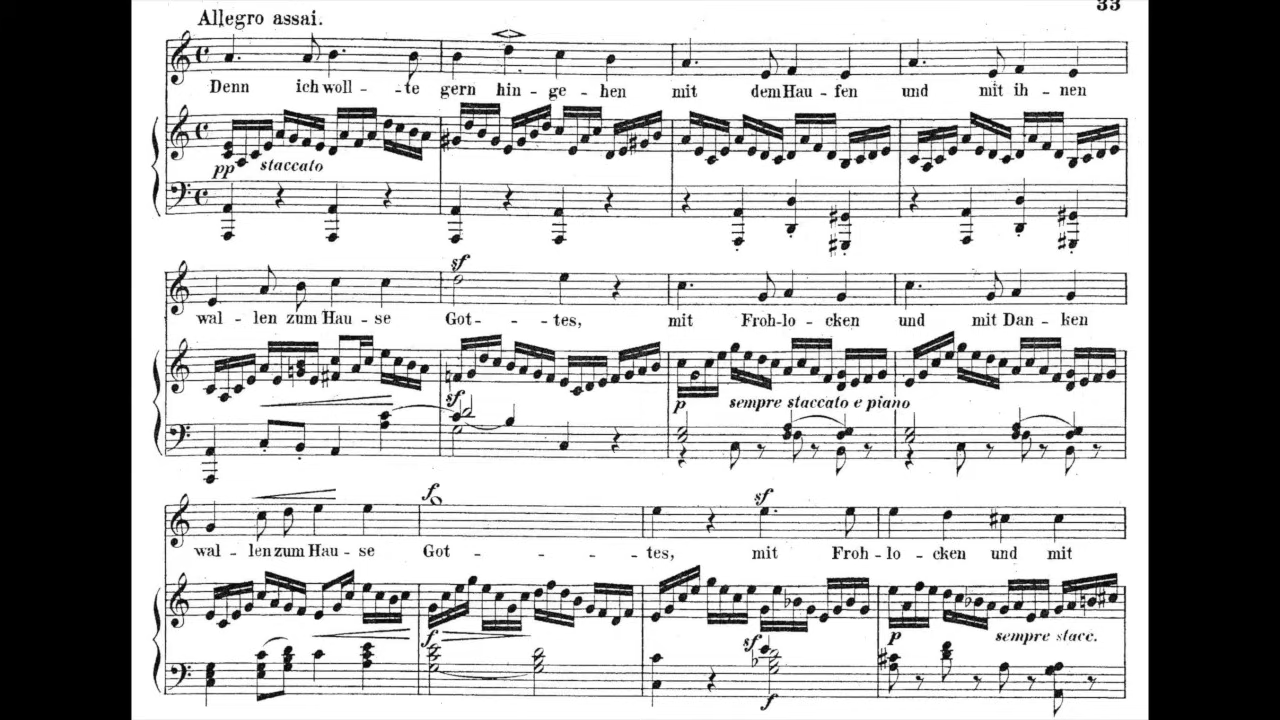 33
Allegro assai.
Denn ich woll - - te gern hin - ge - hen mit dem Hau - fen und mit ih - nen
pp staccato
sf
wal - len zum Hau - se Got - - - tes, mit Froh - lo - cken und mit Dan - ken
sf p sempre staccato e piano
f sf
wal - len zum Hau - se Got - - - - tes, mit Froh - lo - cken und mit
f sf p sempre stacc.
f